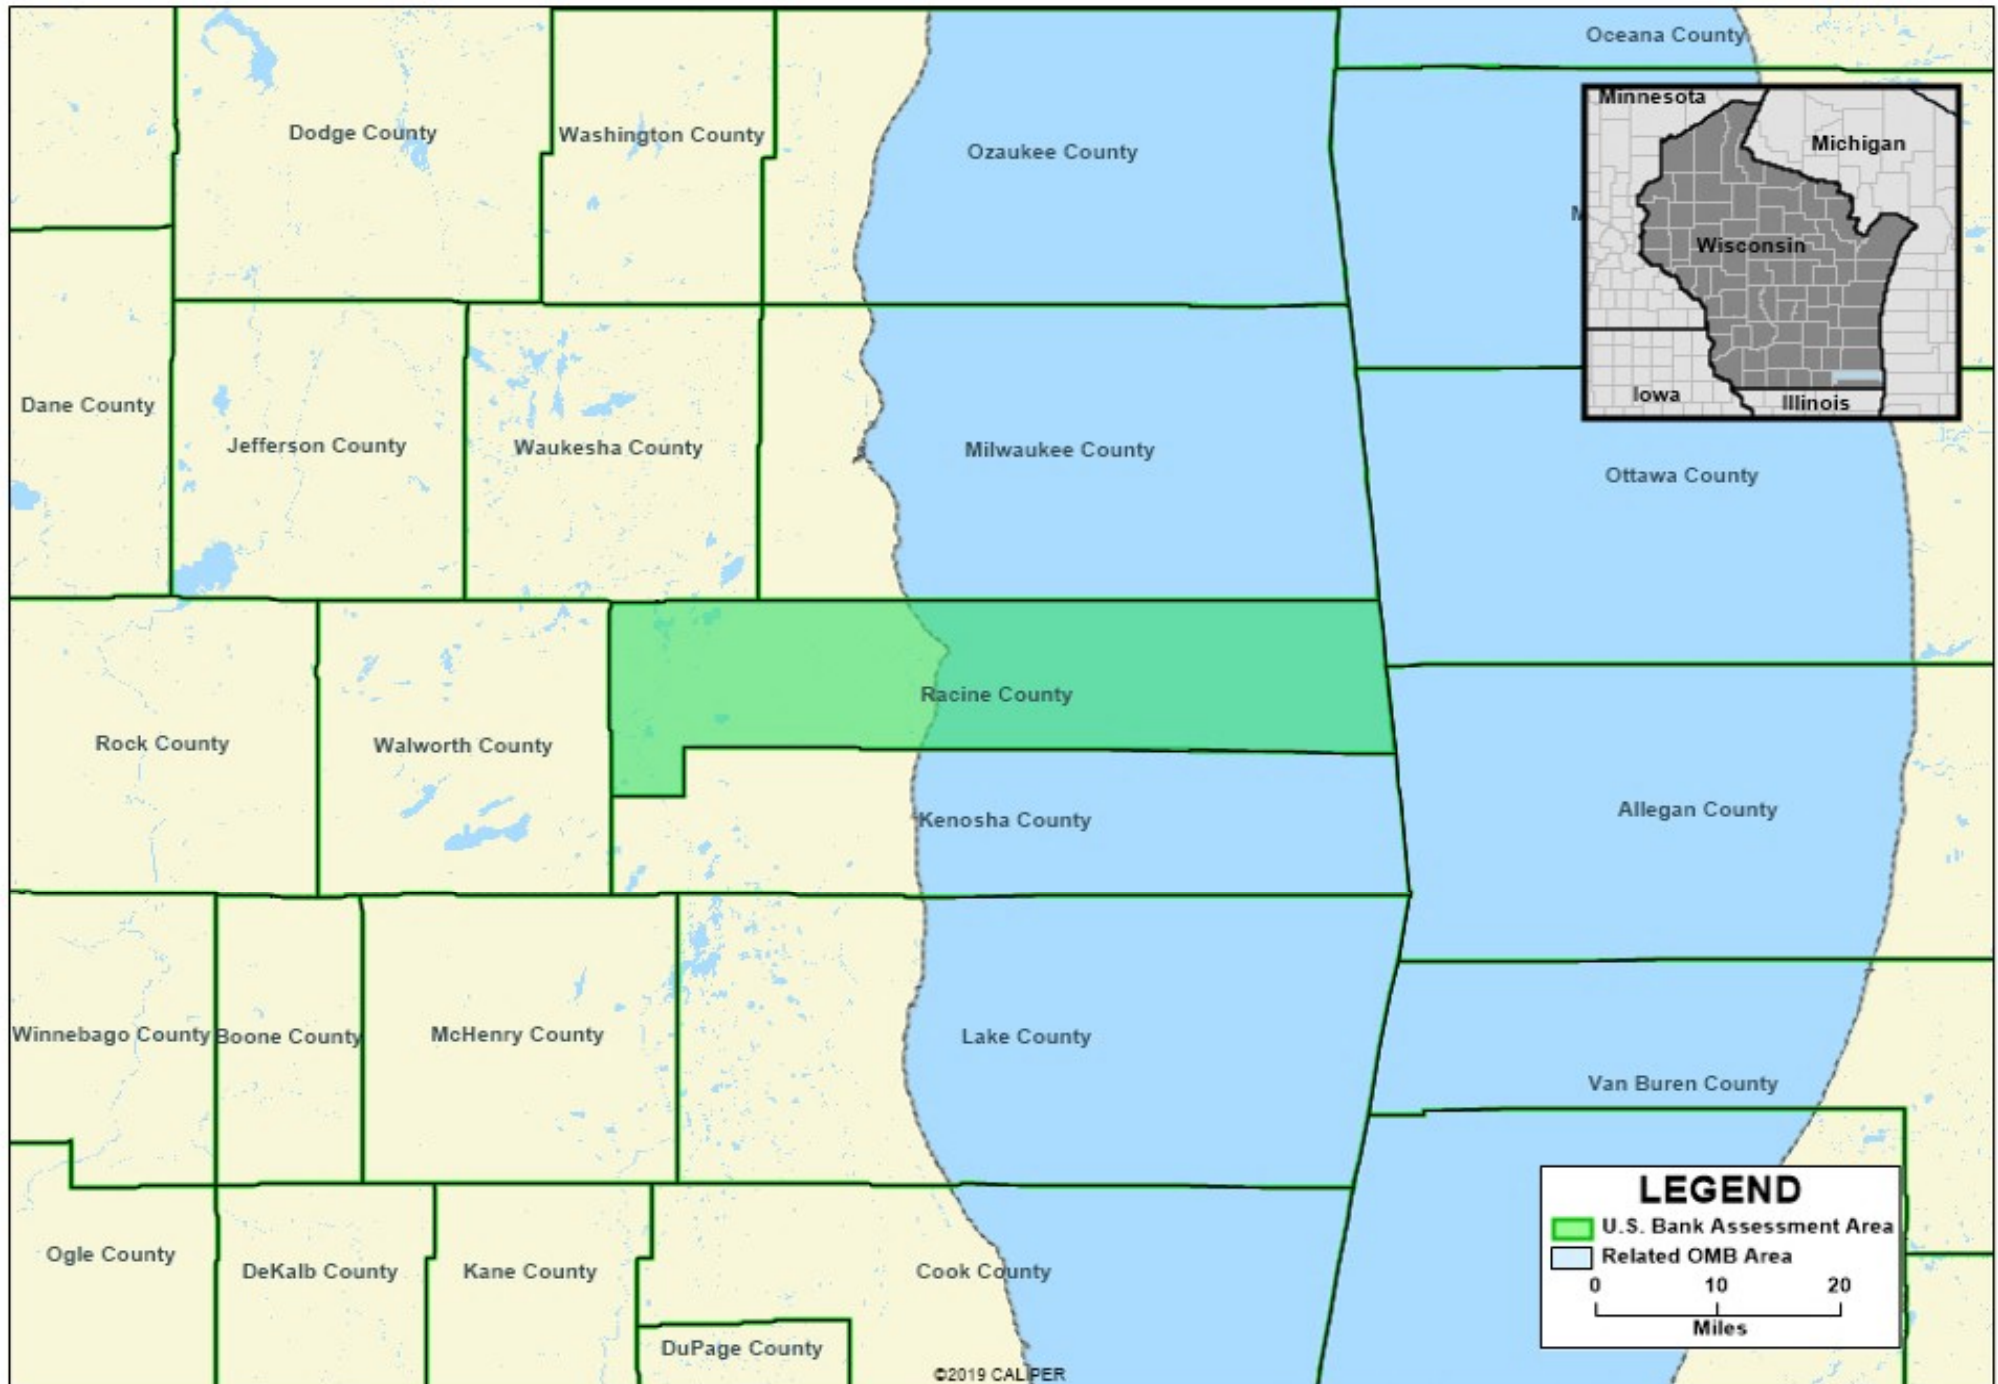 Oceana County
Minnesota
Michigan
Wisconsin
Iowa
Illinois
Dodge County
Washington County
Ozaukee County
M
Dane County
Jefferson County
Waukesha County
Milwaukee County
Ottawa County
Racine County
Rock County
Walworth County
Kenosha County
Allegan County
Winnebago County
Boone County
McHenry County
Lake County
Van Buren County
Ogle County
DeKalb County
Kane County
Cook County
DuPage County
LEGEND
U.S. Bank Assessment Area
Related OMB Area
0 10 20
Miles
©2019 CALIPER